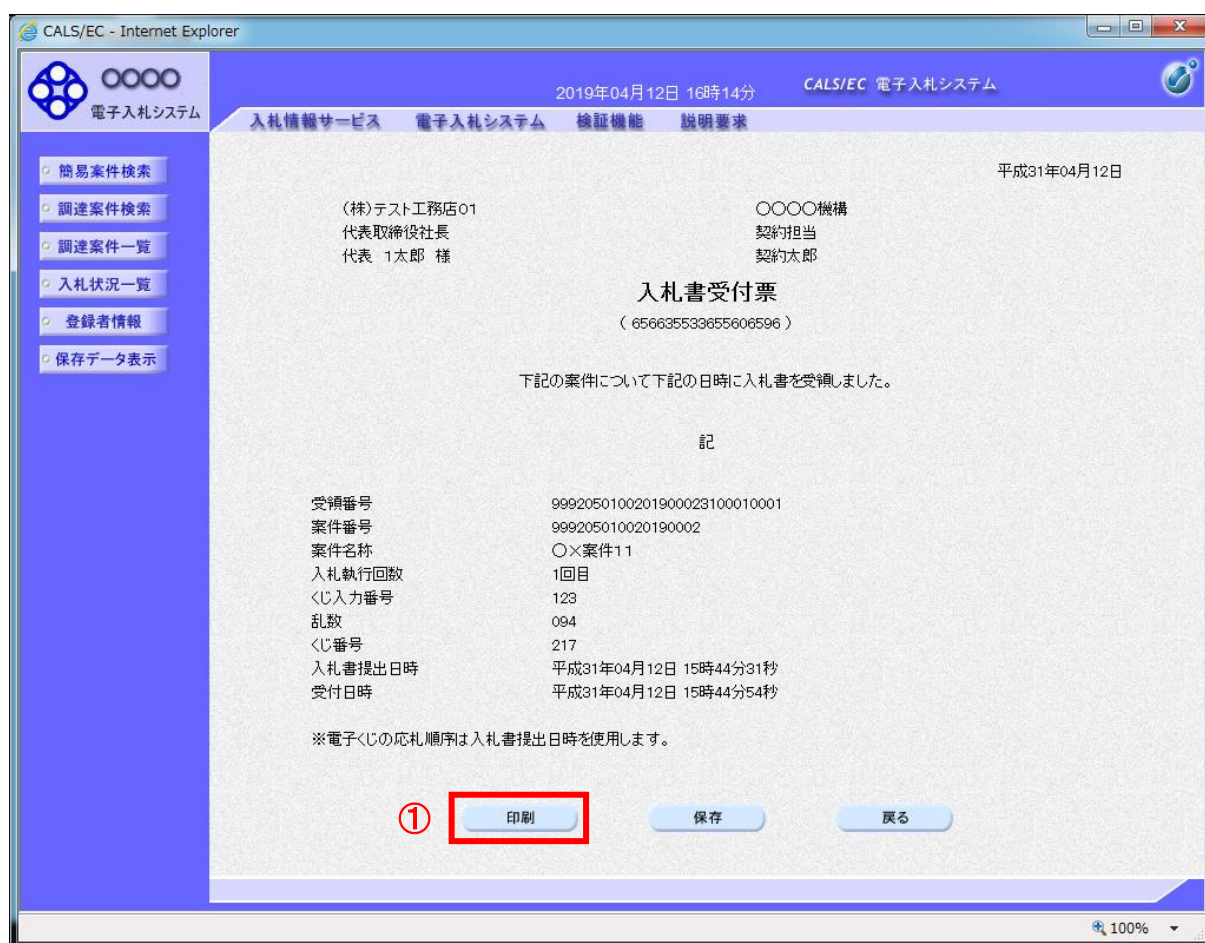 CALS/EC - Internet Explorer
○○○○
電子入札システム
2019年04月12日 16時14分
CALS/EC 電子入札システム
入札情報サービス 電子入札システム 検証機能 説明要求
簡易案件検索
調達案件検索
調達案件一覧
入札状況一覧
登録者情報
保存データ表示
平成31年04月12日
(株)テスト工務店01 ○○○○機構
代表取締役社長 契約担当
代表 1太郎 様 契約太郎
入札書受付票
( 656635533655606596 )
下記の案件について下記の日時に入札書を受領しました。
記
受領番号 9992050100201900023100010001
案件番号 999205010020190002
案件名称 ○×案件11
入札執行回数 1回目
くじ入力番号 123
乱数 094
くじ番号 217
入札書提出日時 平成31年04月12日 15時44分31秒
受付日時 平成31年04月12日 15時44分54秒
※電子くじの応札順序は入札書提出日時を使用します。
① 印刷 保存 戻る
100%